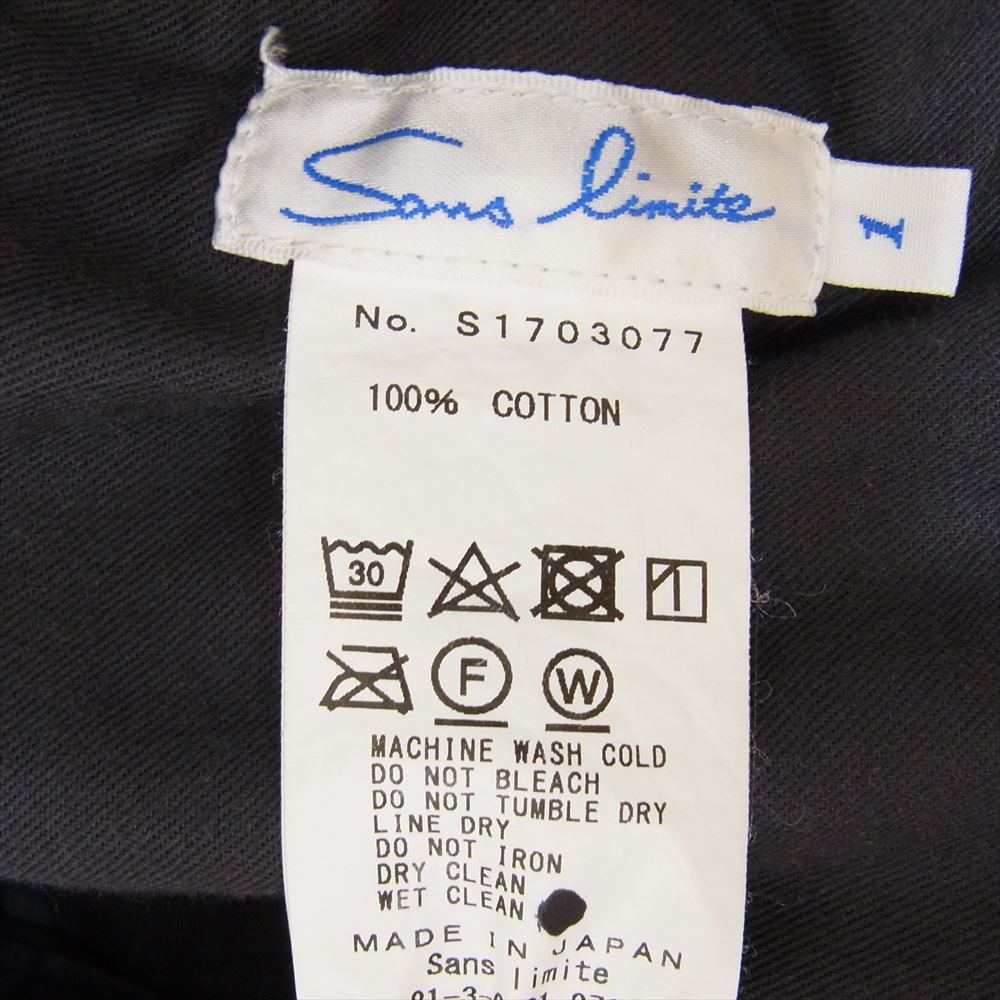 Sans limite
1
No. S1703077
100% COTTON
30
F W
MACHINE WASH COLD
DO NOT BLEACH
DO NOT TUMBLE DRY
LINE DRY
DO NOT IRON
DRY CLEAN
WET CLEAN
MADE IN JAPAN
Sans limite